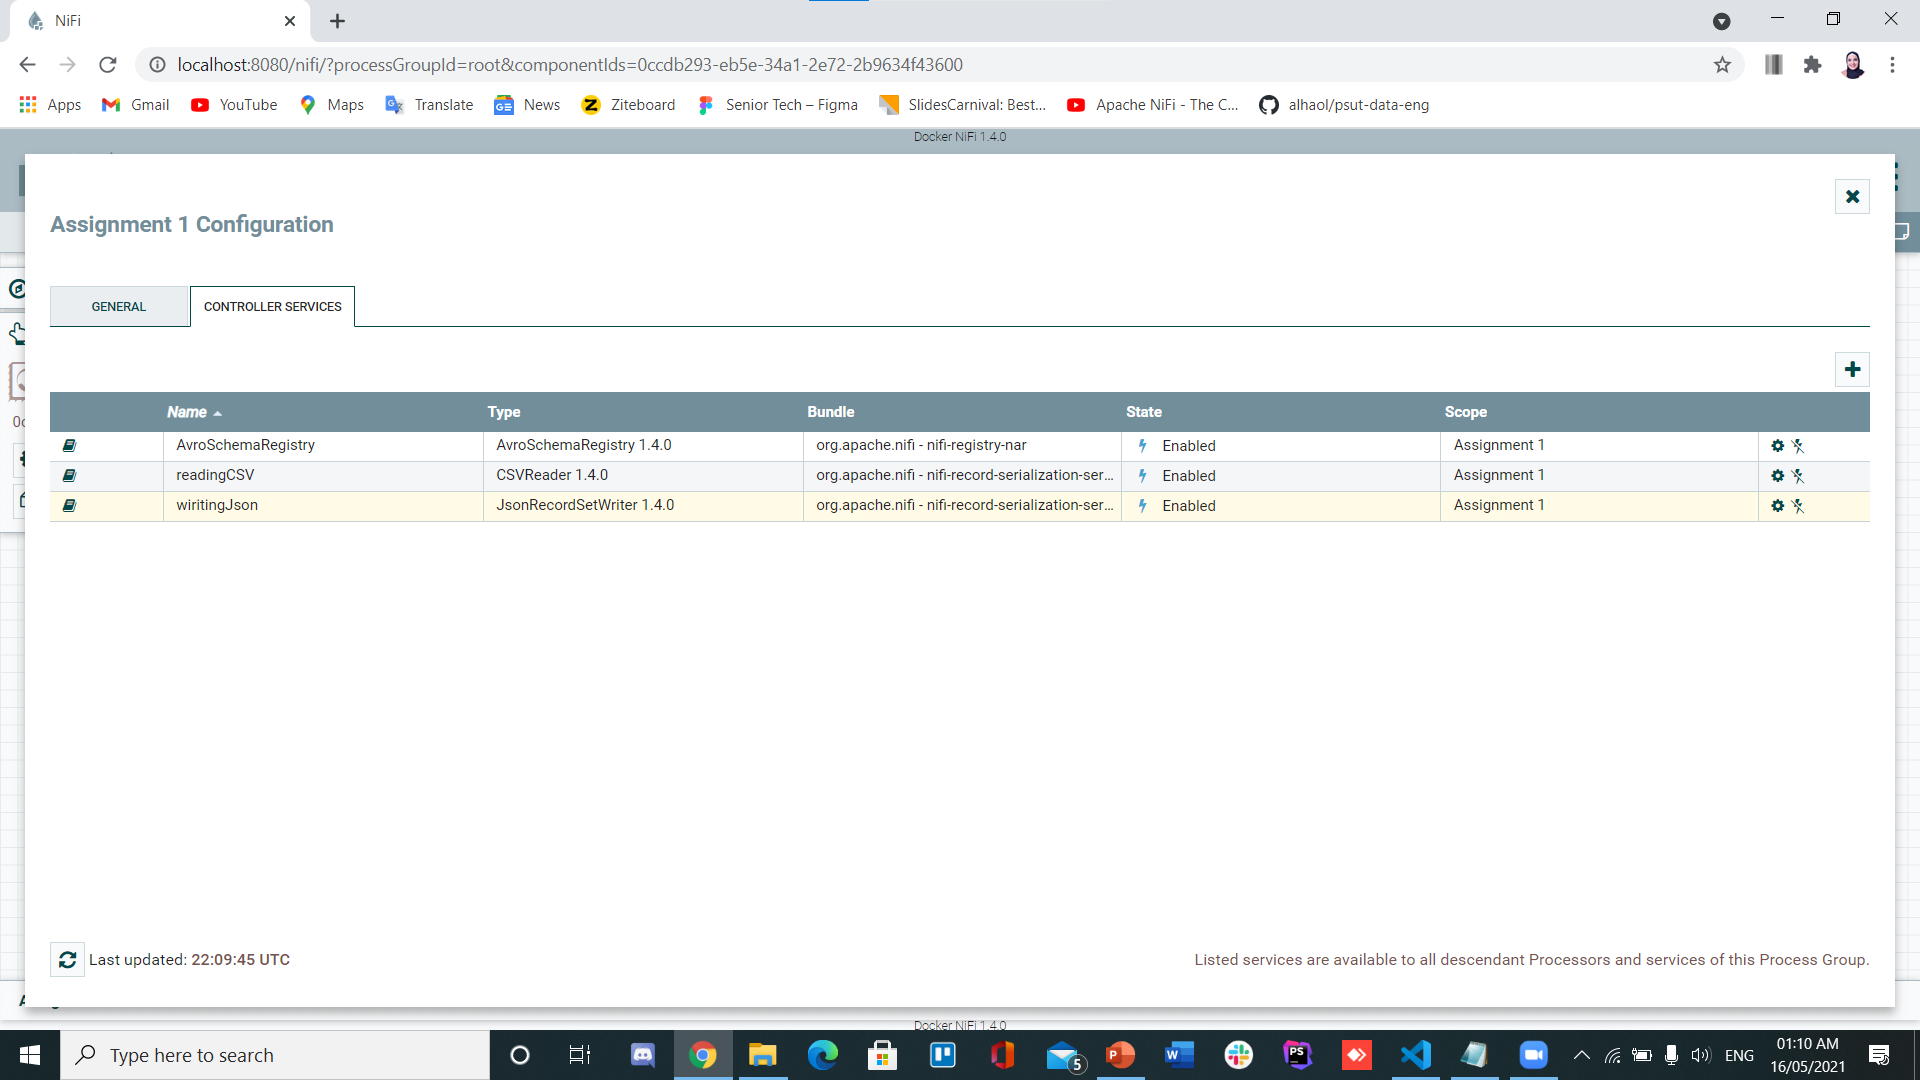 NiFi
localhost:8080/nifi/?processGroupId=root&componentIds=0ccdb293-eb5e-34a1-2e72-2b9634f43600
Apps Gmail YouTube Maps Translate News Ziteboard Senior Tech – Figma SlidesCarnival: Best... Apache NiFi - The C... alhaol/psut-data-eng
Docker NiFi 1.4.0
Assignment 1 Configuration
GENERAL CONTROLLER SERVICES
Name Type Bundle State Scope
AvroSchemaRegistry AvroSchemaRegistry 1.4.0 org.apache.nifi - nifi-registry-nar Enabled Assignment 1
readingCSV CSVReader 1.4.0 org.apache.nifi - nifi-record-serialization-ser... Enabled Assignment 1
wiritingJson JsonRecordSetWriter 1.4.0 org.apache.nifi - nifi-record-serialization-ser... Enabled Assignment 1
Last updated: 22:09:45 UTC Listed services are available to all descendant Processors and services of this Process Group.
Docker NiFi 1.4.0
Type here to search 5 ENG 01:10 AM
16/05/2021